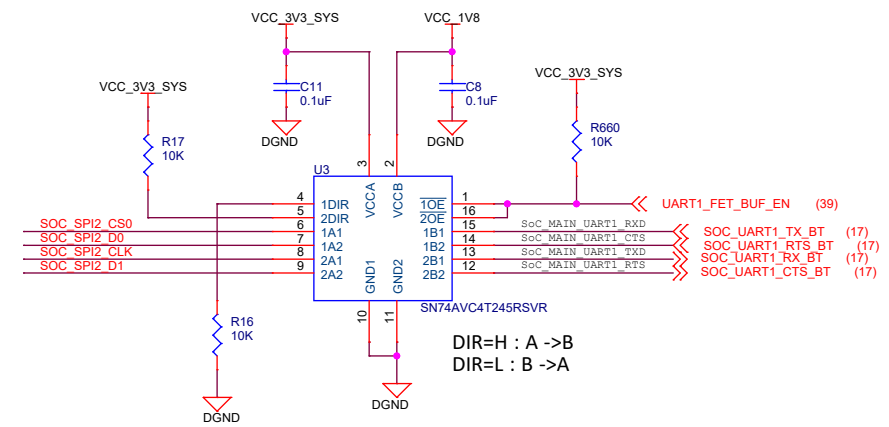 VCC_3V3_SYS
VCC_1V8
VCC_3V3_SYS
VCC_3V3_SYS
C11
0.1uF
C8
0.1uF
DGND
DGND
R17
10K
R660
10K
U3
3
2
VCCA
VCCB
4
1DIR
5
2DIR
SOC_SPI2_CS0
6
1A1
SOC_SPI2_D0
7
1A2
SOC_SPI2_CLK
8
2A1
SOC_SPI2_D1
9
2A2
1OE
1
UART1_FET_BUF_EN (39)
2OE
16
1B1
15
SoC_MAIN_UART1_RXD
SOC_UART1_TX_BT (17)
1B2
14
SoC_MAIN_UART1_CTS
SOC_UART1_RTS_BT (17)
2B1
13
SoC_MAIN_UART1_TXD
SOC_UART1_RX_BT (17)
2B2
12
SoC_MAIN_UART1_RTS
SOC_UART1_CTS_BT (17)
GND1
GND2
10
11
SN74AVC4T245RSVR
R16
10K
DIR=H : A ->B
DIR=L : B ->A
DGND
DGND